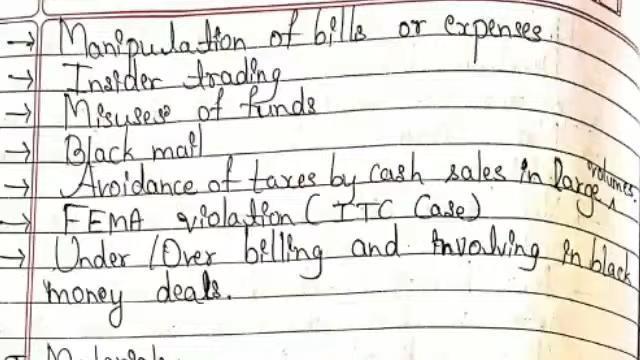 → Manipulation of bills or expenses.
→ Insider trading
→ Misuses of funds
→ Black mail
→ Avoidance of taxes by cash sales in large ‸ volumes.
→ FEMA violation (ITC Case)
→ Under / Over billing and involving in black
money deals.